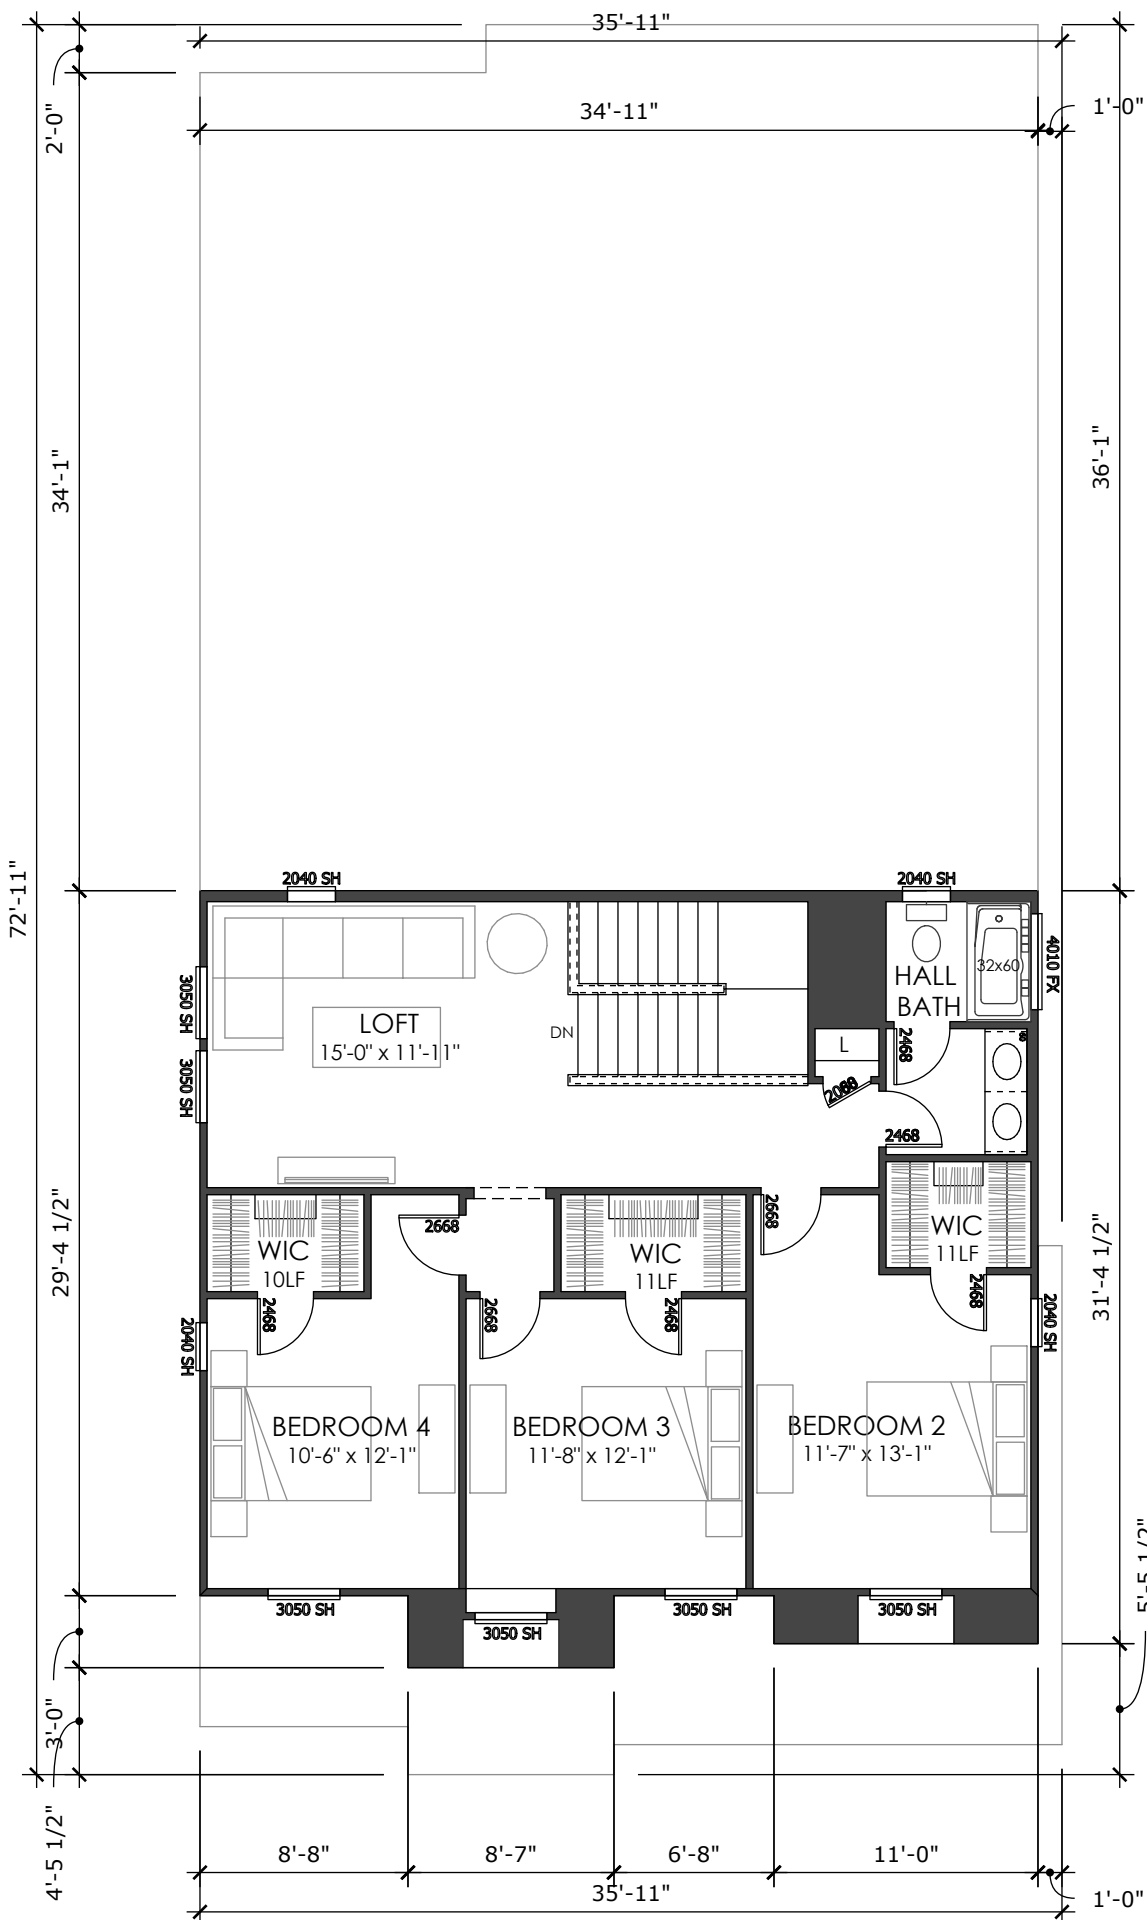 35'-11"
34'-11"
1'-0"
2'-0"
34'-1"
36'-1"
72'-11"
2040 SH
2040 SH
3050 SH
3050 SH
4010 FX
LOFT
15'-0" x 11'-11"
DN
HALL
BATH
32x60
L
2068
2468
2468
29'-4 1/2"
31'-4 1/2"
WIC
10LF
2668
WIC
11LF
2668
WIC
11LF
2468
2668
2468
2468
2040 SH
2040 SH
BEDROOM 4
10'-6" x 12'-1"
BEDROOM 3
11'-8" x 12'-1"
BEDROOM 2
11'-7" x 13'-1"
3050 SH
3050 SH
3050 SH
3050 SH
5'-5 1/2"
3'-0"
4'-5 1/2"
8'-8"
8'-7"
6'-8"
11'-0"
35'-11"
1'-0"